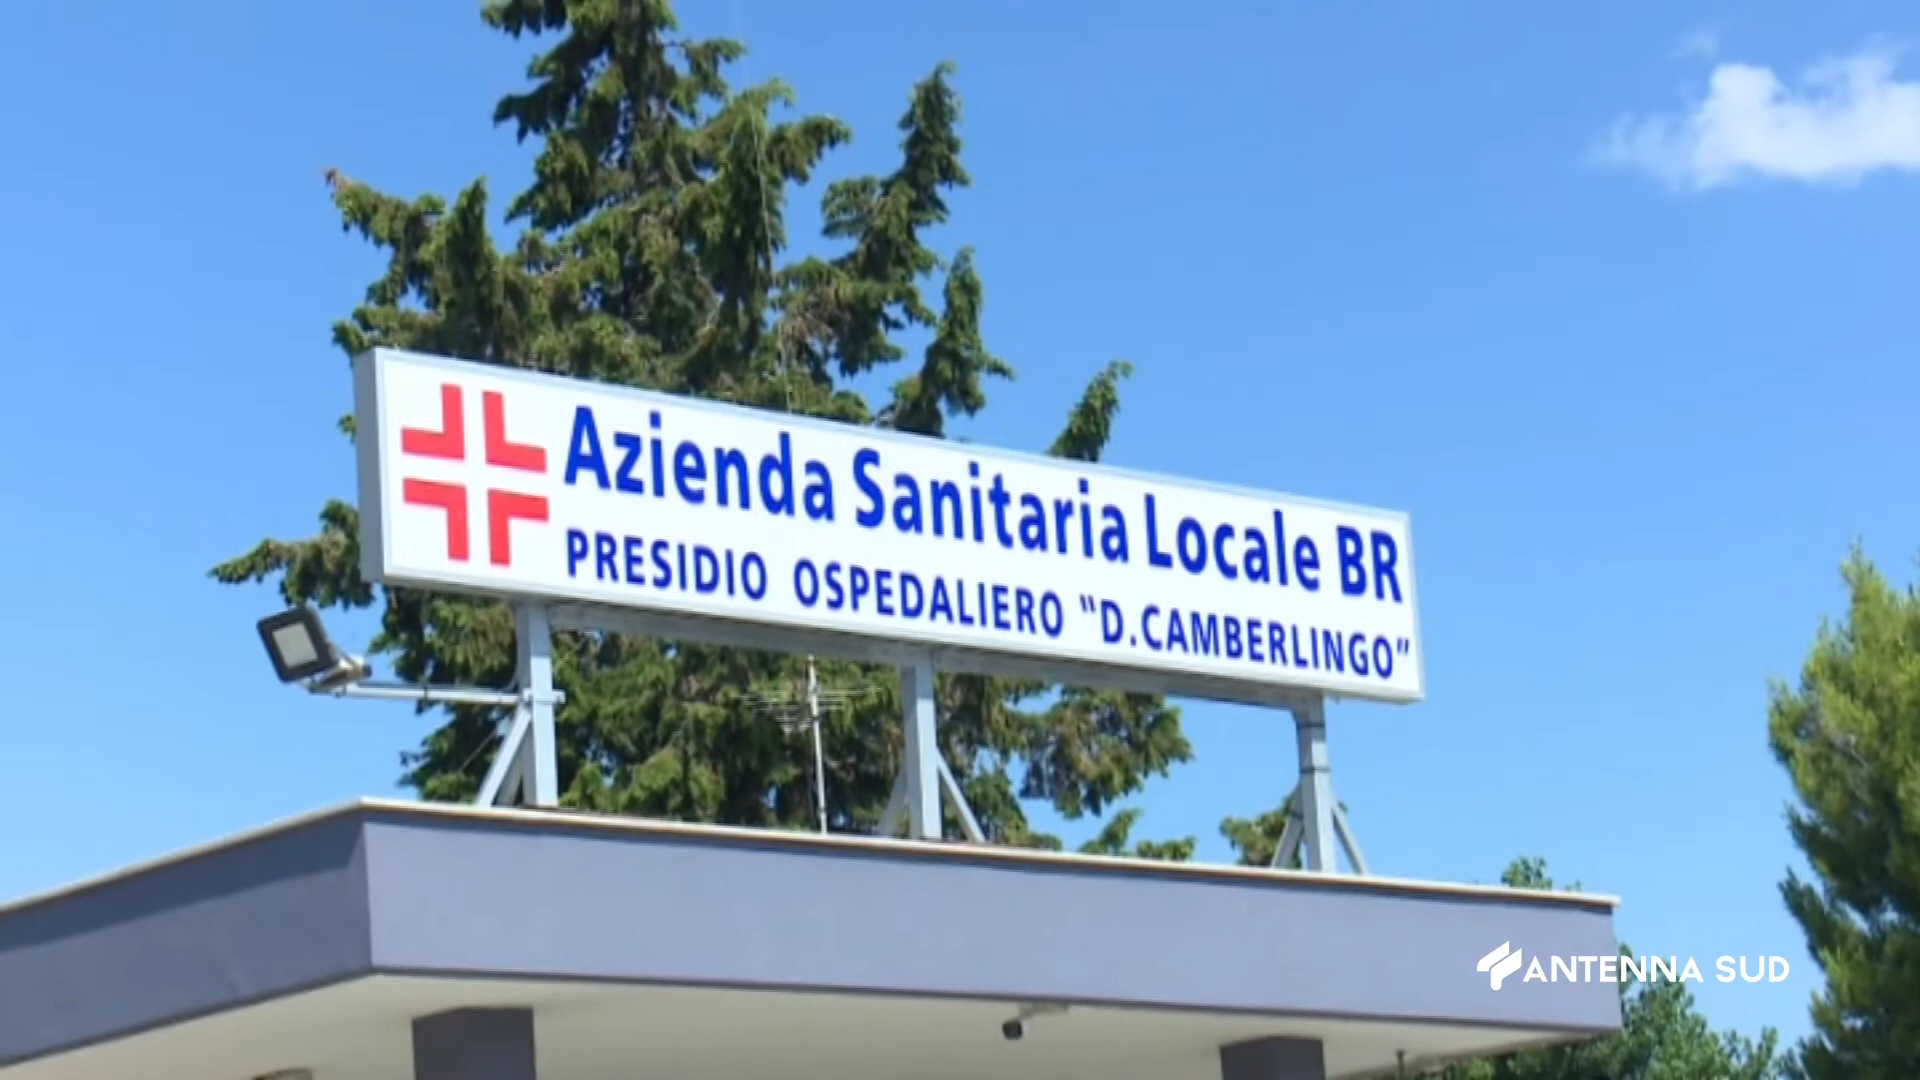 Azienda Sanitaria Locale BR
PRESIDIO OSPEDALIERO "D.CAMBERLINGO"
ANTENNA SUD